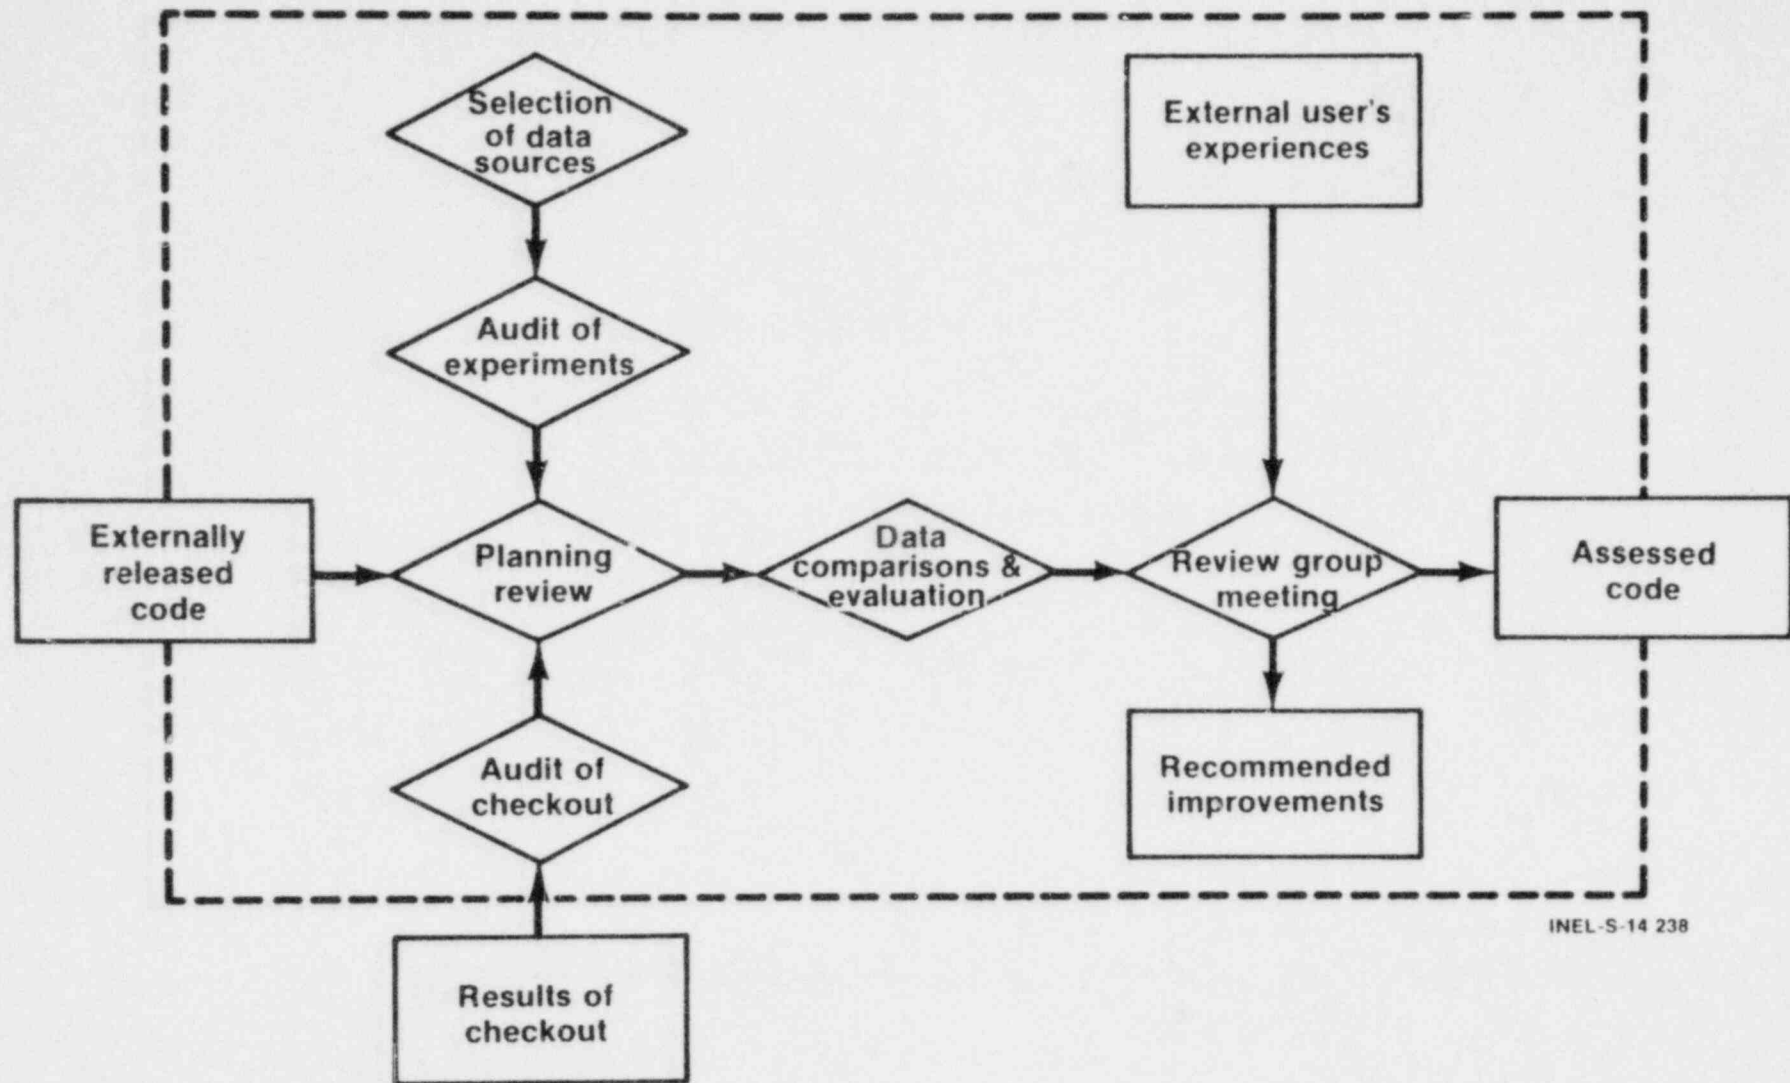 Selection
of data
sources
External user's
experiences
Audit of
experiments
Externally
released
code
Planning
review
Data
comparisons &
evaluation
Review group
meeting
Assessed
code
Audit of
checkout
Recommended
improvements
INEL-S-14 238
Results of
checkout